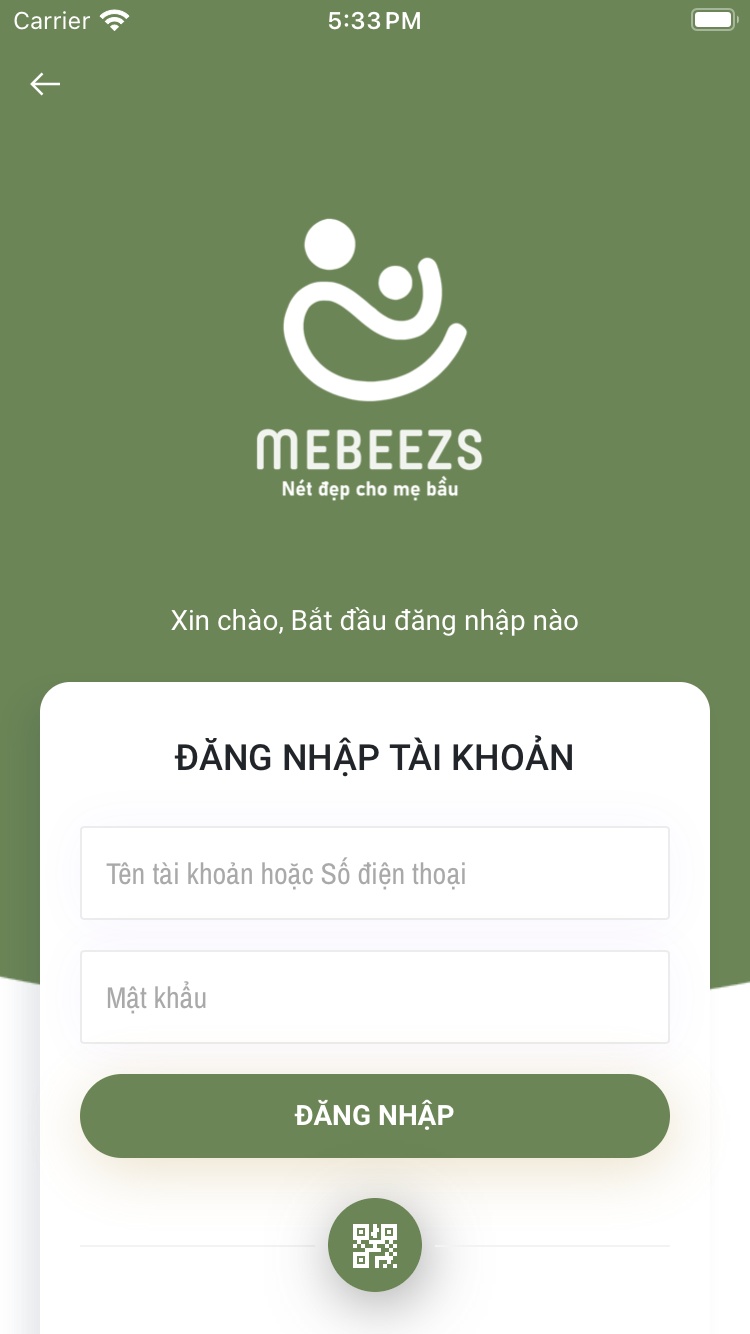 Carrier 5:33 PM
MEBEEZS
Nét đẹp cho mẹ bầu
Xin chào, Bắt đầu đăng nhập nào
ĐĂNG NHẬP TÀI KHOẢN
Tên tài khoản hoặc Số điện thoại
Mật khẩu
ĐĂNG NHẬP